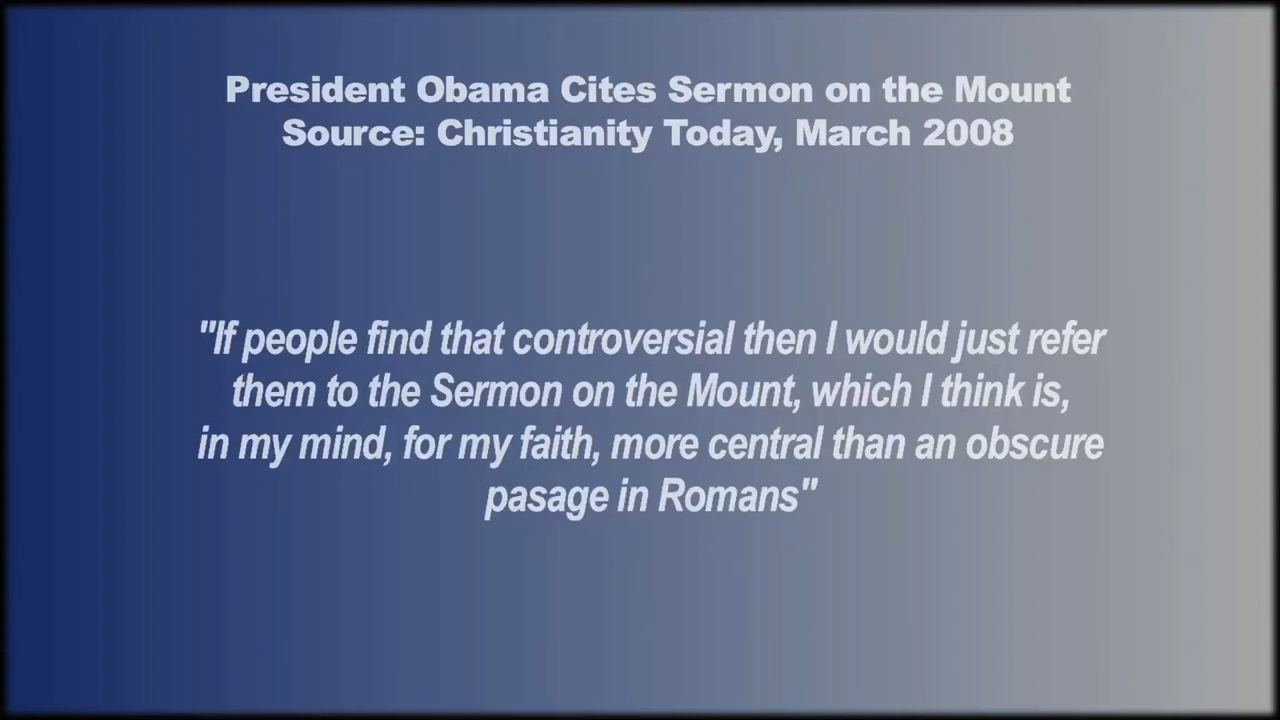 President Obama Cites Sermon on the Mount
Source: Christianity Today, March 2008
"If people find that controversial then I would just refer
them to the Sermon on the Mount, which I think is,
in my mind, for my faith, more central than an obscure
pasage in Romans"